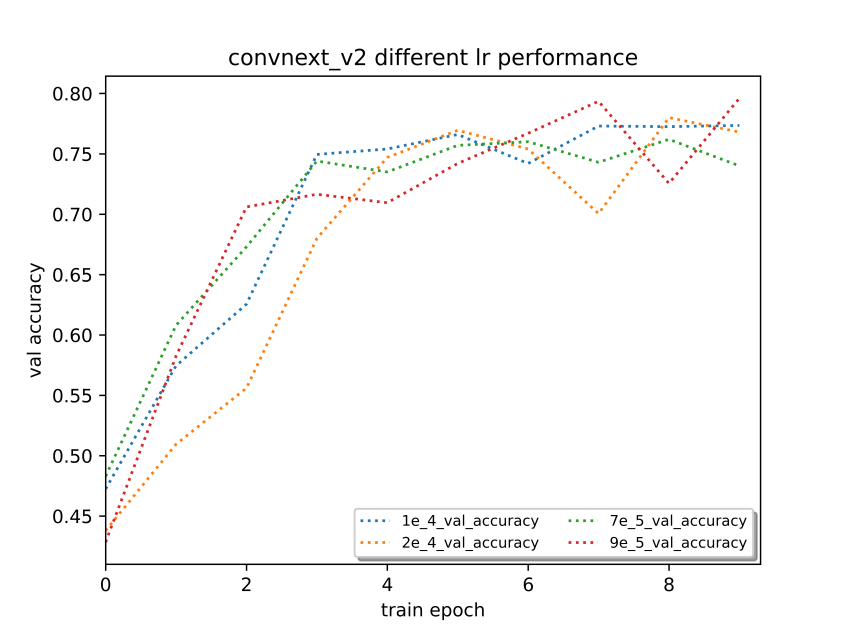 convnext_v2 different lr performance
0.80
0.75
0.70
0.65
0.60
0.55
0.50
0.45
val accuracy
1e_4_val_accuracy 7e_5_val_accuracy
2e_4_val_accuracy 9e_5_val_accuracy
0 2 4 6 8
train epoch